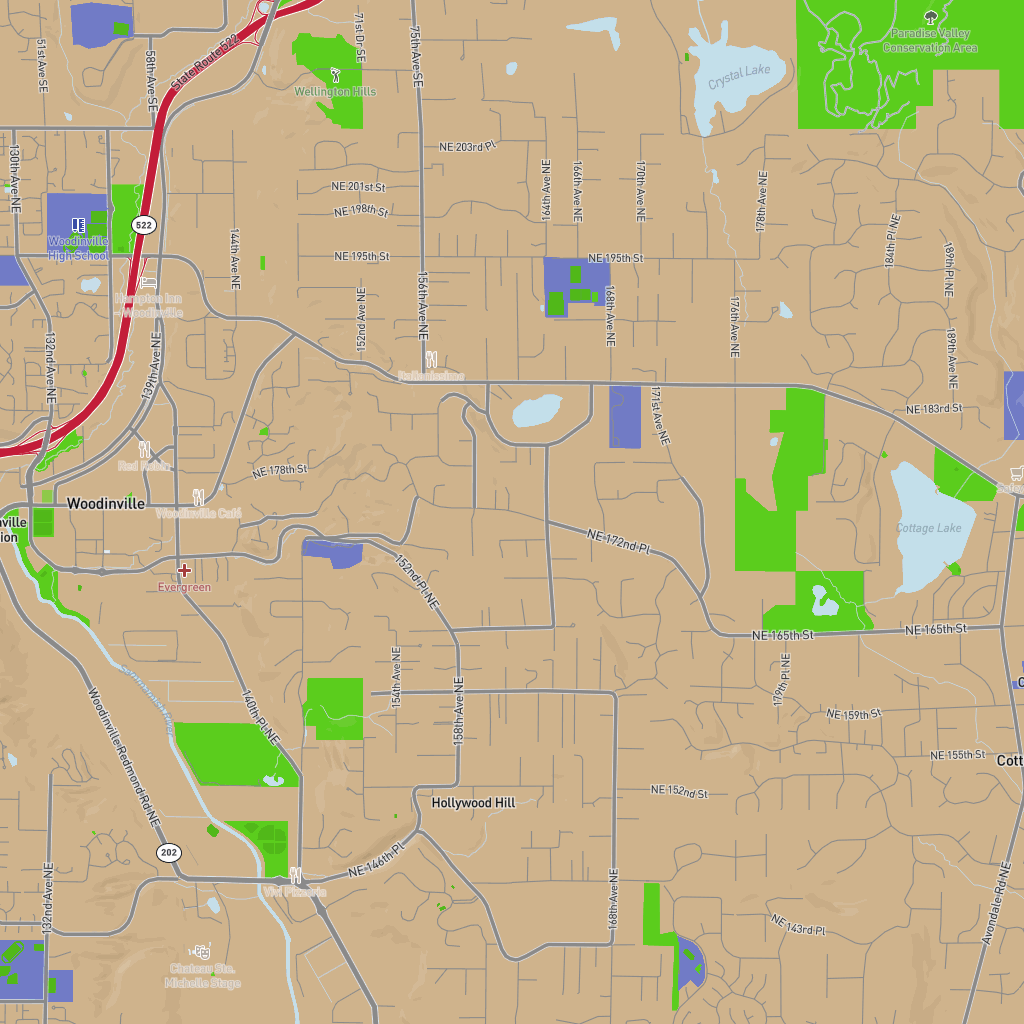 51st Ave SE
58th Ave SE
State Route 522
71st Dr SE
75th Ave SE
Wellington Hills
Crystal Lake
Paradise Valley
Conservation Area
130th Ave NE
NE 203rd Pl
NE 201st St
NE 198th St
164th Ave NE
166th Ave NE
170th Ave NE
178th Ave NE
184th Pl NE
189th Pl NE
522
Woodinville
High School
144th Ave NE
NE 195th St
NE 195th St
Hampton Inn
- Woodinville
152nd Ave NE
156th Ave NE
168th Ave NE
176th Ave NE
189th Ave NE
132nd Ave NE
139th Ave NE
171st Ave NE
NE 183rd St
Red Robin
NE 178th St
Woodinville
Woodinville Café
Cottage Lake
NE 172nd Pl
152nd Pl NE
Evergreen
NE 165th St
NE 165th St
154th Ave NE
158th Ave NE
179th Pl NE
140th Pl NE
Woodinville Redmond Rd NE
NE 159th St
NE 155th St
Cott
NE 152nd St
Hollywood Hill
202
NE 146th Pl
132nd Ave NE
168th Ave NE
Avondale Rd NE
NE 143rd Pl
Chateau Ste.
Michelle Stage